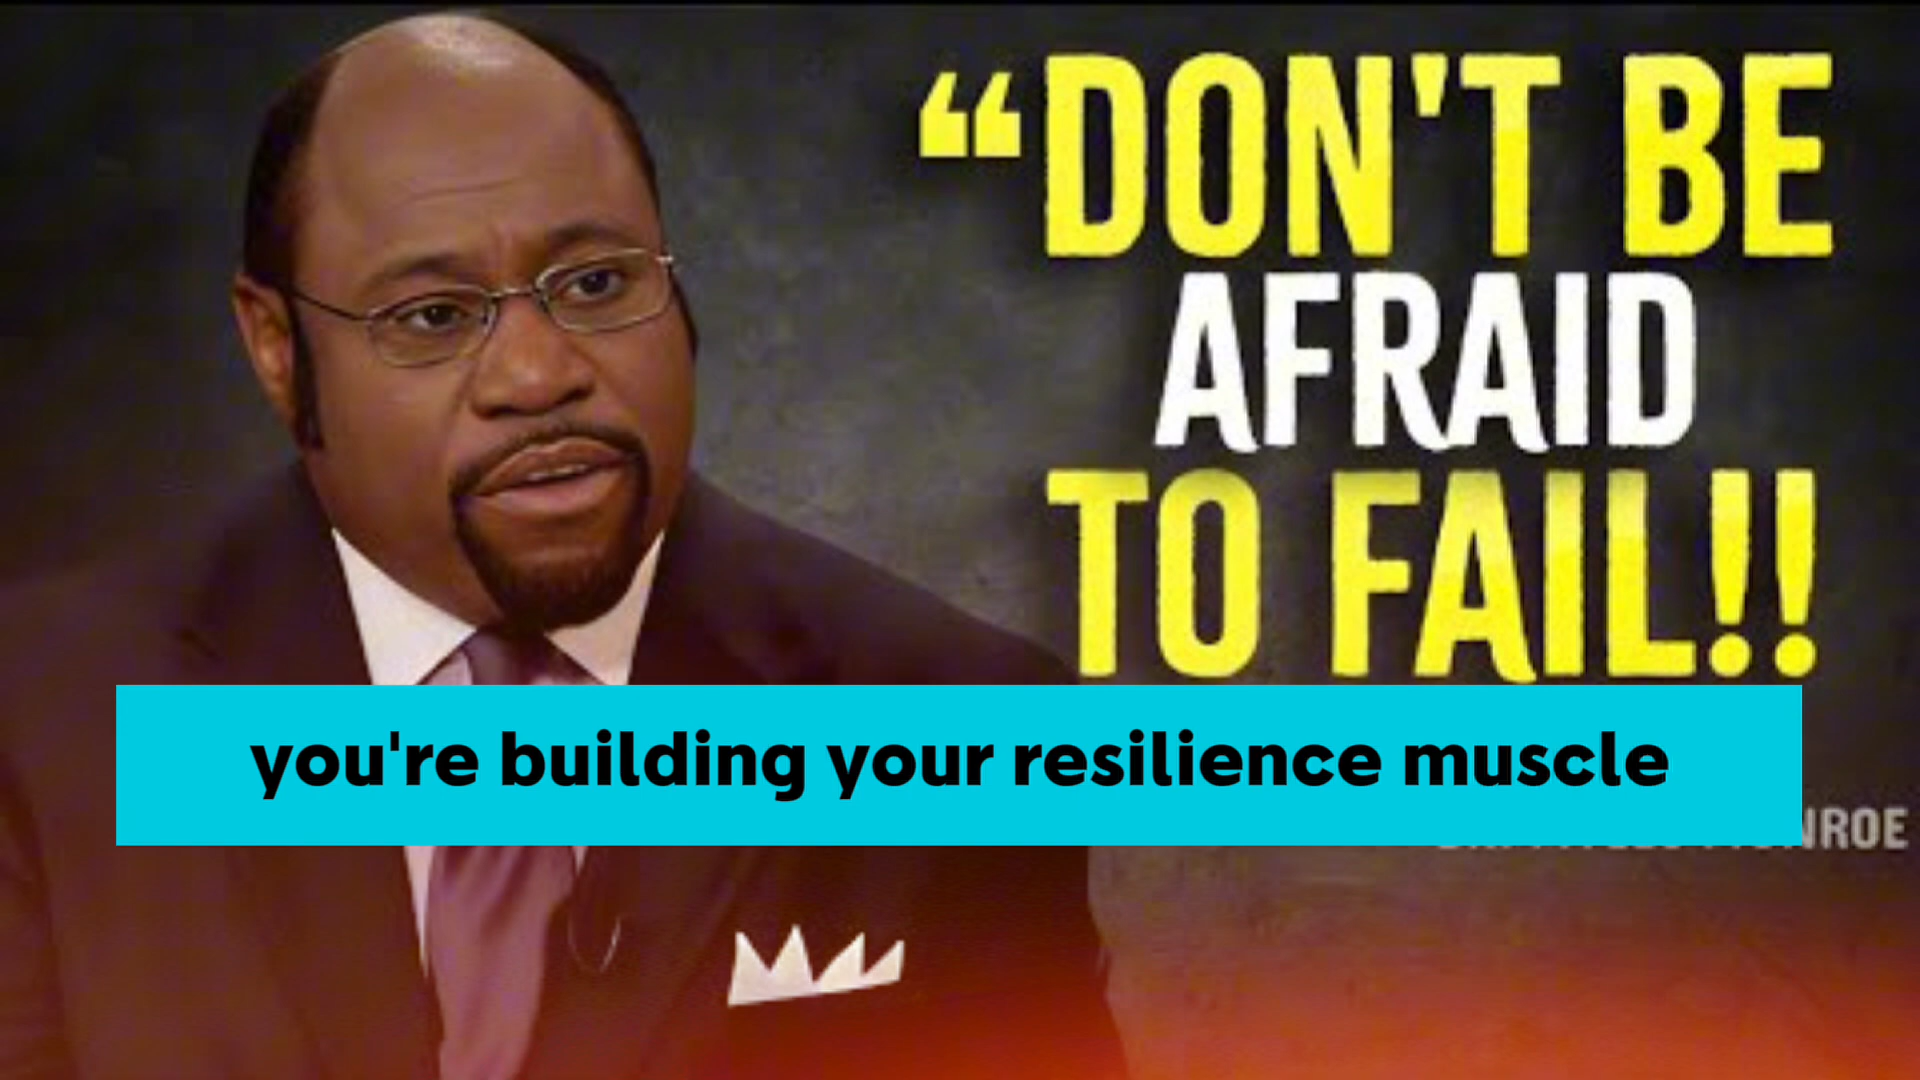 “DON'T BE
AFRAID
TO FAIL!!
you're building your resilience muscle